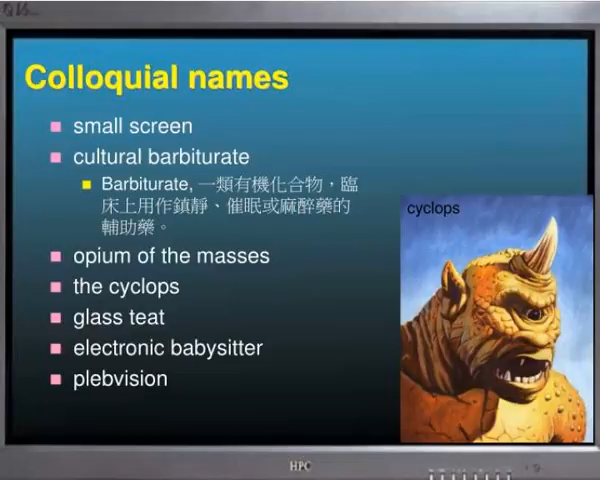 Colloquial names
small screen
cultural barbiturate
Barbiturate, 一類有機化合物，臨
床上用作鎮靜、催眠或麻醉藥的
輔助藥。
cyclops
opium of the masses
the cyclops
glass teat
electronic babysitter
plebvision
HPC